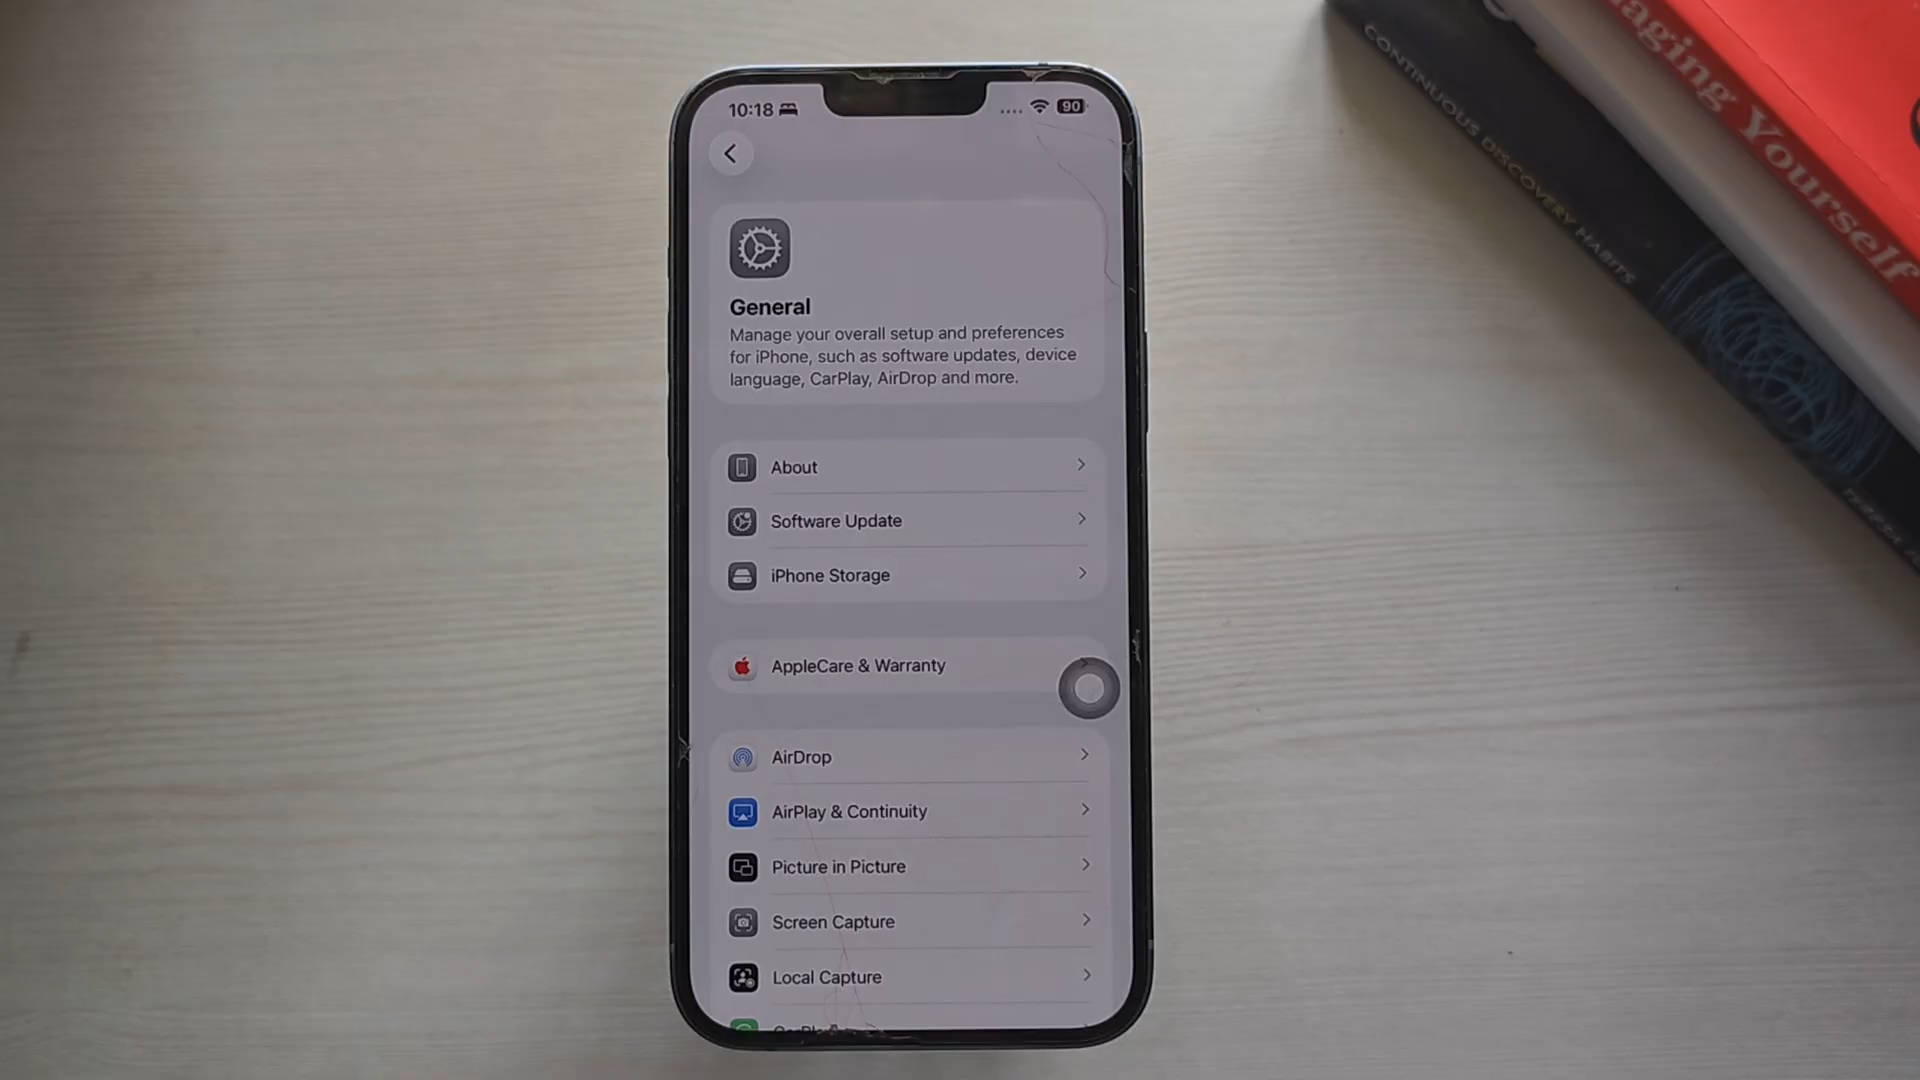 10:18
90
General
Manage your overall setup and preferences
for iPhone, such as software updates, device
language, CarPlay, AirDrop and more.
About
Software Update
iPhone Storage
AppleCare & Warranty
AirDrop
AirPlay & Continuity
Picture in Picture
Screen Capture
Local Capture
CONTINUOUS DISCOVERY HABITS
Yourself